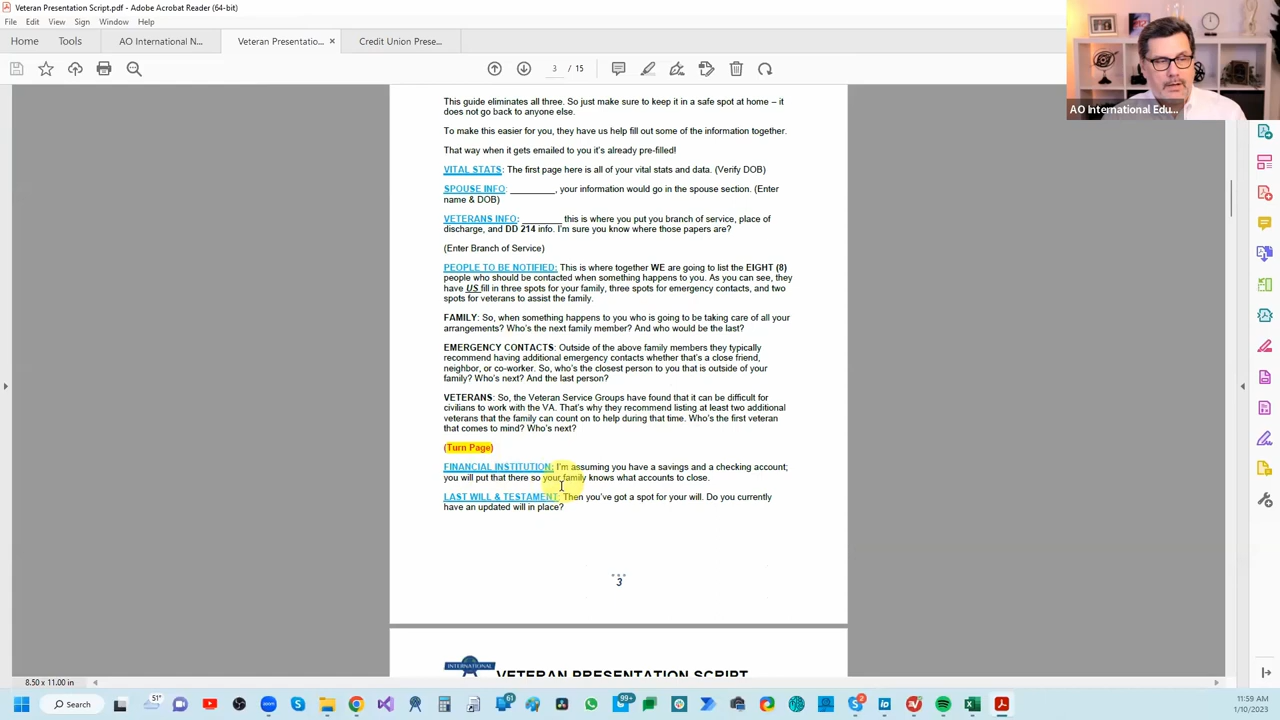 Veteran Presentation Script.pdf - Adobe Acrobat Reader (64-bit)
File Edit View Sign Window Help
Home Tools AO International N... Veteran Presentatio... × Credit Union Prese...
3 / 15
AO International Edu...
This guide eliminates all three. So just make sure to keep it in a safe spot at home – it
does not go back to anyone else.
To make this easier for you, they have us help fill out some of the information together.
That way when it gets emailed to you it's already pre-filled!
VITAL STATS: The first page here is all of your vital stats and data. (Verify DOB)
SPOUSE INFO: _________, your information would go in the spouse section. (Enter
name & DOB)
VETERANS INFO: ________ this is where you put you branch of service, place of
discharge, and DD 214 info. I'm sure you know where those papers are?
(Enter Branch of Service)
PEOPLE TO BE NOTIFIED: This is where together WE are going to list the EIGHT (8)
people who should be contacted when something happens to you. As you can see, they
have US fill in three spots for your family, three spots for emergency contacts, and two
spots for veterans to assist the family.
FAMILY: So, when something happens to you who is going to be taking care of all your
arrangements? Who's the next family member? And who would be the last?
EMERGENCY CONTACTS: Outside of the above family members they typically
recommend having additional emergency contacts whether that's a close friend,
neighbor, or co-worker. So, who's the closest person to you that is outside of your
family? Who's next? And the last person?
VETERANS: So, the Veteran Service Groups have found that it can be difficult for
civilians to work with the VA. That's why they recommend listing at least two additional
veterans that the family can count on to help during that time. Who's the first veteran
that comes to mind? Who's next?
(Turn Page)
FINANCIAL INSTITUTION: I'm assuming you have a savings and a checking account;
you will put that there so your family knows what accounts to close.
LAST WILL & TESTAMENT: Then you've got a spot for your will. Do you currently
have an updated will in place?
***
3
INTERNATIONAL
VETERAN PRESENTATION SCRIPT
8.50 x 11.00 in
Search
51°
61
99+
2
11:59 AM
1/10/2023